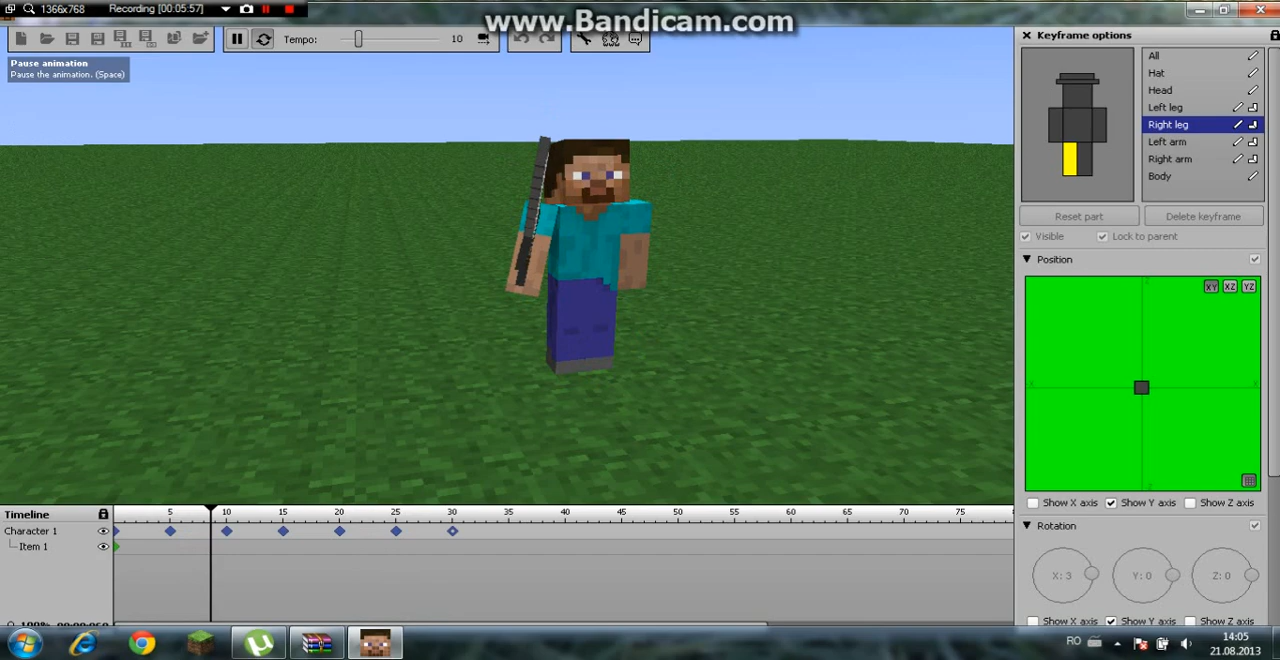 1366x768 Recording [00:05:57]
www.Bandicam.com
Tempo: 10
Pause animation
Pause the animation. (Space)
Keyframe options
All
Hat
Head
Left leg
Right leg
Left arm
Right arm
Body
Reset part Delete keyframe
Visible Lock to parent
Position
XY XZ YZ
Show X axis Show Y axis Show Z axis
Rotation
X: 3 Y: 0 Z: 0
Show X axis Show Y axis Show Z axis
Timeline 5 10 15 20 25 30 35 40 45 50 55 60 65 70 75
Character 1
Item 1
RO 14:05
21.08.2013